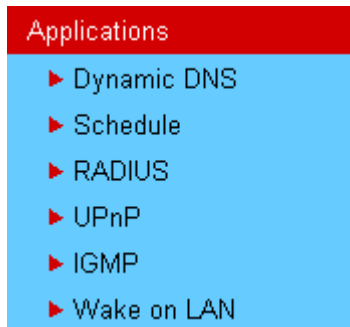 Applications
Dynamic DNS
Schedule
RADIUS
UPnP
IGMP
Wake on LAN